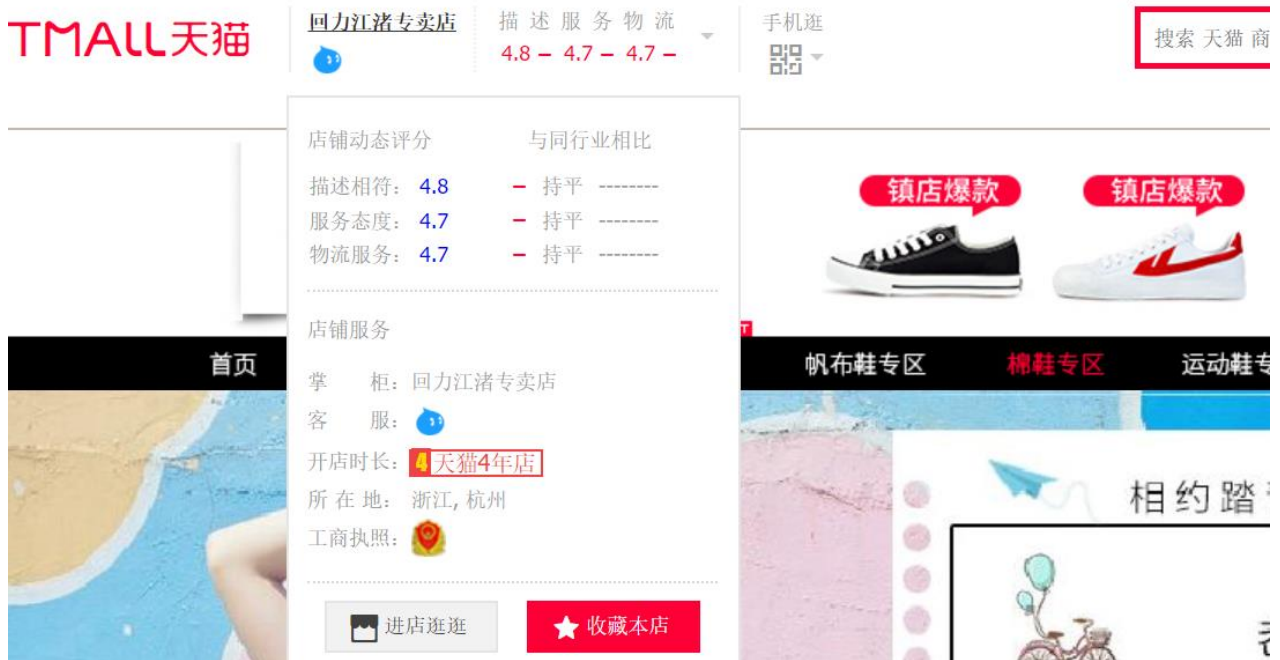 TMALL天猫
回力江渚专卖店
描 述 服 务 物 流
4.8 – 4.7 – 4.7 –
手机逛
搜索 天猫 商
店铺动态评分 与同行业相比
描述相符: 4.8 – 持平 --------
服务态度: 4.7 – 持平 --------
物流服务: 4.7 – 持平 --------
镇店爆款
镇店爆款
店铺服务
首页
帆布鞋专区
棉鞋专区
运动鞋专
掌 柜: 回力江渚专卖店
客 服:
开店时长: 4 天猫4年店
所 在 地: 浙江, 杭州
工商执照:
相约踏
进店逛逛
收藏本店